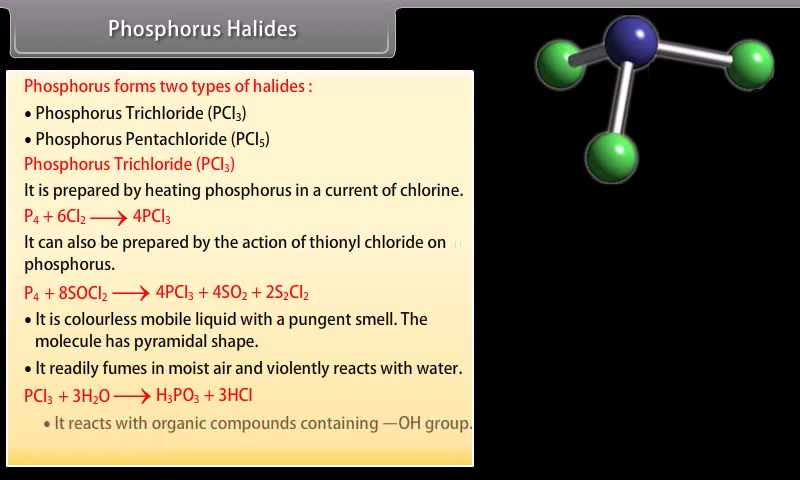 Phosphorus Halides
Phosphorus forms two types of halides :
• Phosphorus Trichloride (PCl₃)
• Phosphorus Pentachloride (PCl₅)
Phosphorus Trichloride (PCl₃)
It is prepared by heating phosphorus in a current of chlorine.
P₄ + 6Cl₂ ⟶ 4PCl₃
It can also be prepared by the action of thionyl chloride on
phosphorus.
P₄ + 8SOCl₂ ⟶ 4PCl₃ + 4SO₂ + 2S₂Cl₂
• It is colourless mobile liquid with a pungent smell. The
molecule has pyramidal shape.
• It readily fumes in moist air and violently reacts with water.
PCl₃ + 3H₂O ⟶ H₃PO₃ + 3HCl
• It reacts with organic compounds containing —OH group.